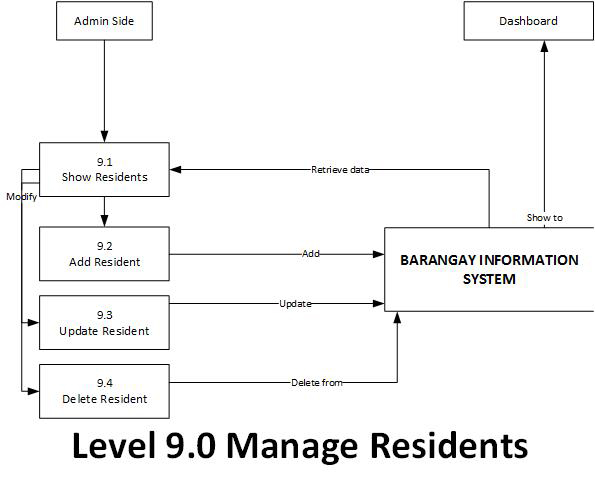 Admin Side
Dashboard
9.1
Show Residents
Retrieve data
Modify
Show to
9.2
Add Resident
Add
BARANGAY INFORMATION
SYSTEM
9.3
Update Resident
Update
9.4
Delete Resident
Delete from
Level 9.0 Manage Residents